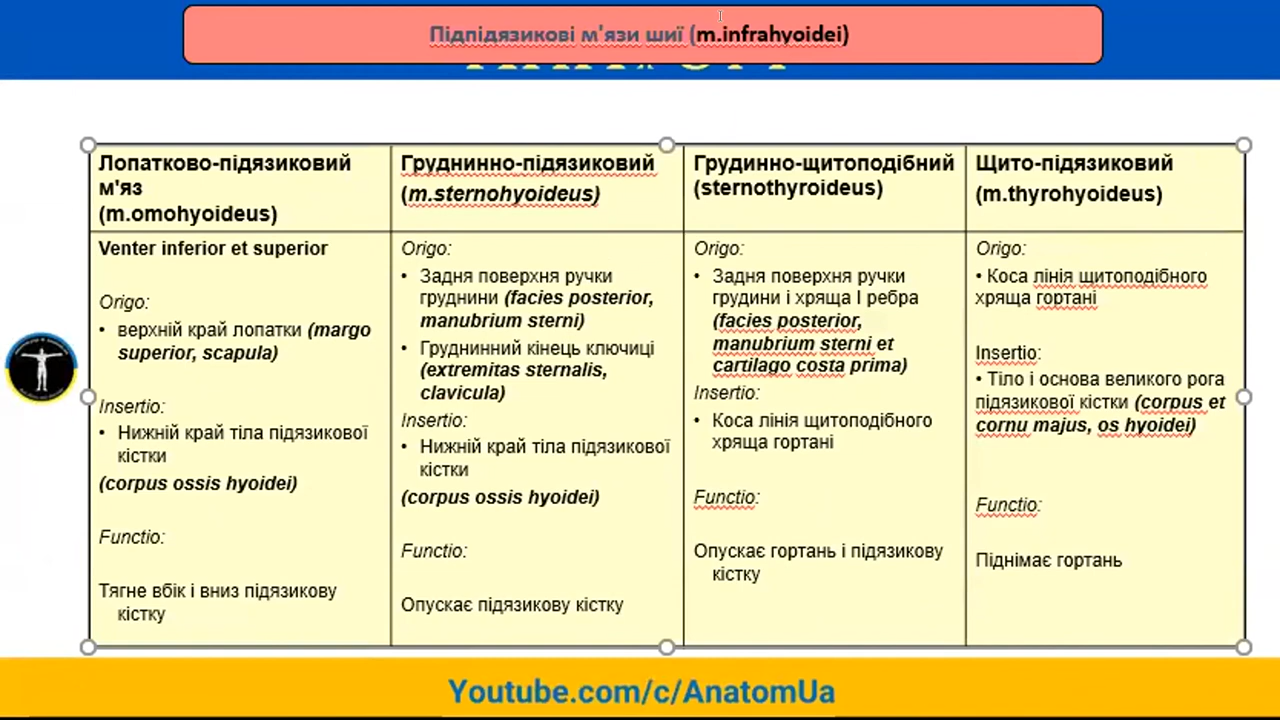 Підпідязикові м'язи шиї (m.infrahyoidei)
Лопатково-підязиковий
м'яз
(m.omohyoideus)
Venter inferior et superior
Origo:
• верхній край лопатки (margo
superior, scapula)
Insertio:
• Нижній край тіла підязикової
кістки
(corpus ossis hyoidei)
Functio:
Тягне вбік і вниз підязикову
кістку
Груднинно-підязиковий
(m.sternohyoideus)
Origo:
• Задня поверхня ручки
груднини (facies posterior,
manubrium sterni)
• Груднинний кінець ключиці
(extremitas sternalis,
clavicula)
Insertio:
• Нижній край тіла підязикової
кістки
(corpus ossis hyoidei)
Functio:
Опускає підязикову кістку
Грудинно-щитоподібний
(sternothyroideus)
Origo:
• Задня поверхня ручки
грудини і хряща I ребра
(facies posterior,
manubrium sterni et
cartilago costa prima)
Insertio:
• Коса лінія щитоподібного
хряща гортані
Functio:
Опускає гортань і підязикову
кістку
Щито-підязиковий
(m.thyrohyoideus)
Origo:
• Коса лінія щитоподібного
хряща гортані
Insertio:
• Тіло і основа великого рога
підязикової кістки (corpus et
cornu majus, os hyoidei)
Functio:
Піднімає гортань
Youtube.com/c/AnatomUa